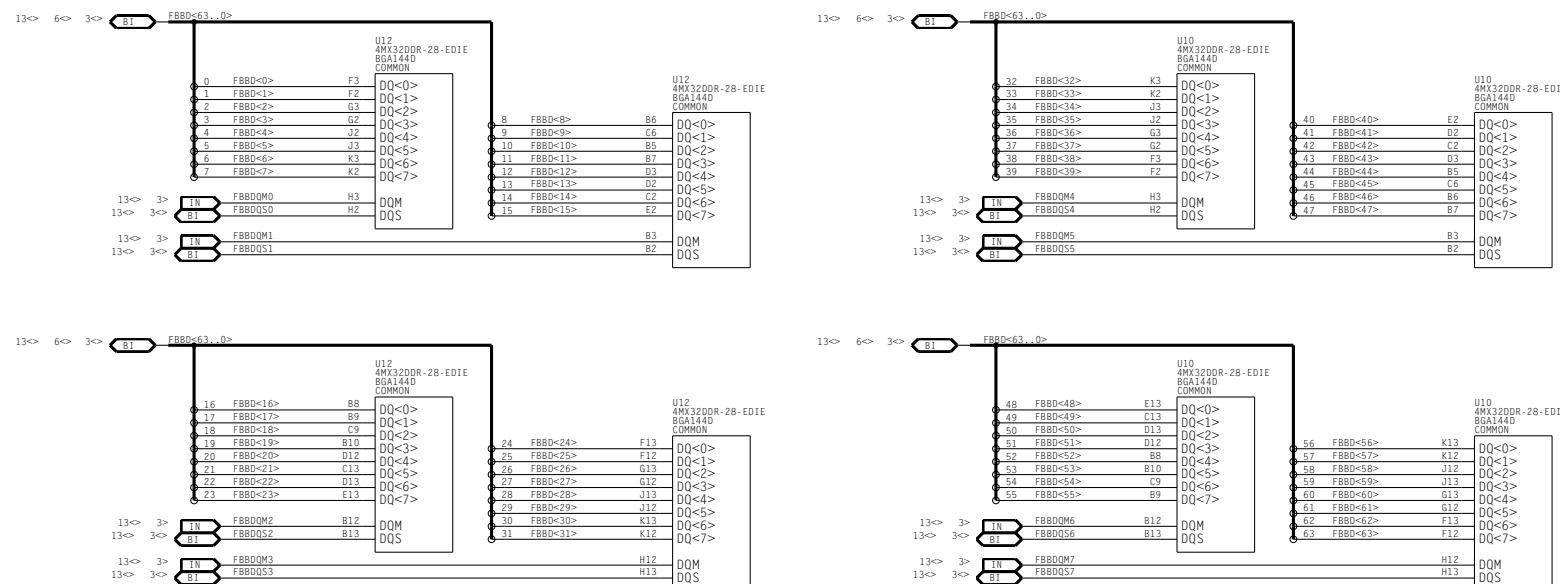 13<> 6<> 3<> BI FBBD<63..0>
U12
4MX32DDR-28-EDIE
BGA144D
COMMON
0 FBBD<0> F3 DQ<0>
1 FBBD<1> F2 DQ<1>
2 FBBD<2> G3 DQ<2>
3 FBBD<3> G2 DQ<3>
4 FBBD<4> J2 DQ<4>
5 FBBD<5> J3 DQ<5>
6 FBBD<6> K3 DQ<6>
7 FBBD<7> K2 DQ<7>
13<> 3> IN FBBDQM0 H3 DQM
13<> 3<> BI FBBDQS0 H2 DQS
U12
4MX32DDR-28-EDIE
BGA144D
COMMON
8 FBBD<8> B6 DQ<0>
9 FBBD<9> C6 DQ<1>
10 FBBD<10> B5 DQ<2>
11 FBBD<11> B7 DQ<3>
12 FBBD<12> D3 DQ<4>
13 FBBD<13> D2 DQ<5>
14 FBBD<14> C2 DQ<6>
15 FBBD<15> E2 DQ<7>
13<> 3> IN FBBDQM1 B3 DQM
13<> 3<> BI FBBDQS1 B2 DQS
13<> 6<> 3<> BI FBBD<63..0>
U10
4MX32DDR-28-EDIE
BGA144D
COMMON
32 FBBD<32> K3 DQ<0>
33 FBBD<33> K2 DQ<1>
34 FBBD<34> J3 DQ<2>
35 FBBD<35> J2 DQ<3>
36 FBBD<36> G3 DQ<4>
37 FBBD<37> G2 DQ<5>
38 FBBD<38> F3 DQ<6>
39 FBBD<39> F2 DQ<7>
13<> 3> IN FBBDQM4 H3 DQM
13<> 3<> BI FBBDQS4 H2 DQS
U10
4MX32DDR-28-EDI
BGA144D
COMMON
40 FBBD<40> E2 DQ<0>
41 FBBD<41> D2 DQ<1>
42 FBBD<42> C2 DQ<2>
43 FBBD<43> D3 DQ<3>
44 FBBD<44> B5 DQ<4>
45 FBBD<45> C6 DQ<5>
46 FBBD<46> B6 DQ<6>
47 FBBD<47> B7 DQ<7>
13<> 3> IN FBBDQM5 B3 DQM
13<> 3<> BI FBBDQS5 B2 DQS
13<> 6<> 3<> BI FBBD<63..0>
U12
4MX32DDR-28-EDIE
BGA144D
COMMON
16 FBBD<16> B8 DQ<0>
17 FBBD<17> B9 DQ<1>
18 FBBD<18> C9 DQ<2>
19 FBBD<19> B10 DQ<3>
20 FBBD<20> D12 DQ<4>
21 FBBD<21> C13 DQ<5>
22 FBBD<22> D13 DQ<6>
23 FBBD<23> E13 DQ<7>
13<> 3> IN FBBDQM2 B12 DQM
13<> 3<> BI FBBDQS2 B13 DQS
U12
4MX32DDR-28-EDIE
BGA144D
COMMON
24 FBBD<24> F13 DQ<0>
25 FBBD<25> F12 DQ<1>
26 FBBD<26> G13 DQ<2>
27 FBBD<27> G12 DQ<3>
28 FBBD<28> J13 DQ<4>
29 FBBD<29> J12 DQ<5>
30 FBBD<30> K13 DQ<6>
31 FBBD<31> K12 DQ<7>
13<> 3> IN FBBDQM3 H12 DQM
13<> 3<> BI FBBDQS3 H13 DQS
13<> 6<> 3<> BI FBBD<63..0>
U10
4MX32DDR-28-EDIE
BGA144D
COMMON
48 FBBD<48> E13 DQ<0>
49 FBBD<49> C13 DQ<1>
50 FBBD<50> D13 DQ<2>
51 FBBD<51> D12 DQ<3>
52 FBBD<52> B8 DQ<4>
53 FBBD<53> B10 DQ<5>
54 FBBD<54> C9 DQ<6>
55 FBBD<55> B9 DQ<7>
13<> 3> IN FBBDQM6 B12 DQM
13<> 3<> BI FBBDQS6 B13 DQS
U10
4MX32DDR-28-EDI
BGA144D
COMMON
56 FBBD<56> K13 DQ<0>
57 FBBD<57> K12 DQ<1>
58 FBBD<58> J12 DQ<2>
59 FBBD<59> J13 DQ<3>
60 FBBD<60> G13 DQ<4>
61 FBBD<61> G12 DQ<5>
62 FBBD<62> F13 DQ<6>
63 FBBD<63> F12 DQ<7>
13<> 3> IN FBBDQM7 H12 DQM
13<> 3<> BI FBBDQS7 H13 DQS